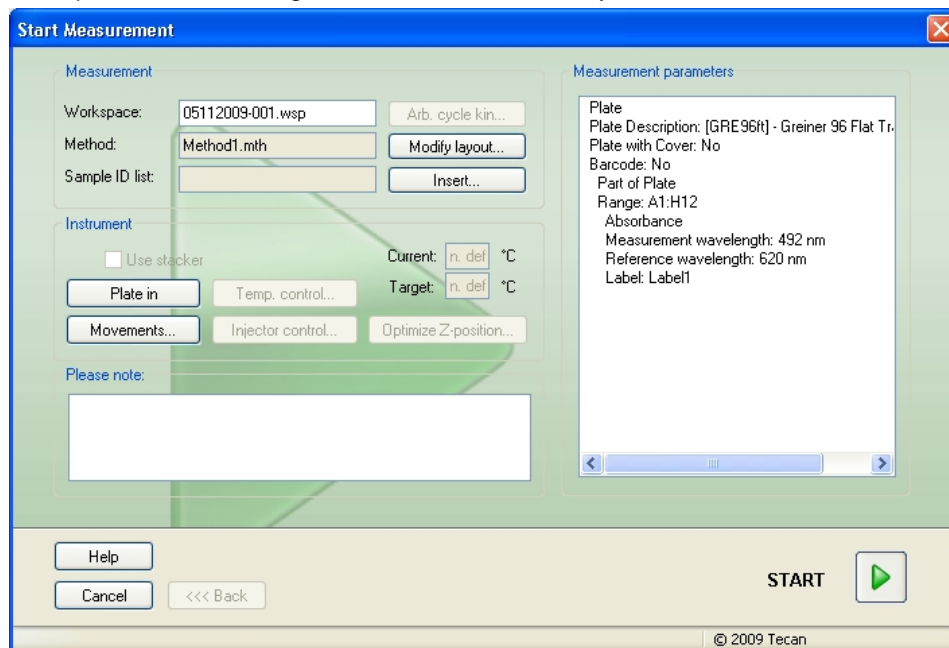 Start Measurement
Measurement
Workspace: 05112009-001.wsp Arb. cycle kin...
Method: Method1.mth Modify layout...
Sample ID list: Insert...
Instrument
Use stacker Current: n. def °C
Plate in Temp. control... Target: n. def °C
Movements... Injector control... Optimize Z-position...
Please note:
Measurement parameters
Plate
Plate Description: [GRE96ft] - Greiner 96 Flat Tr
Plate with Cover: No
Barcode: No
Part of Plate
Range: A1:H12
Absorbance
Measurement wavelength: 492 nm
Reference wavelength: 620 nm
Label: Label1
Help
Cancel <<< Back
START
© 2009 Tecan